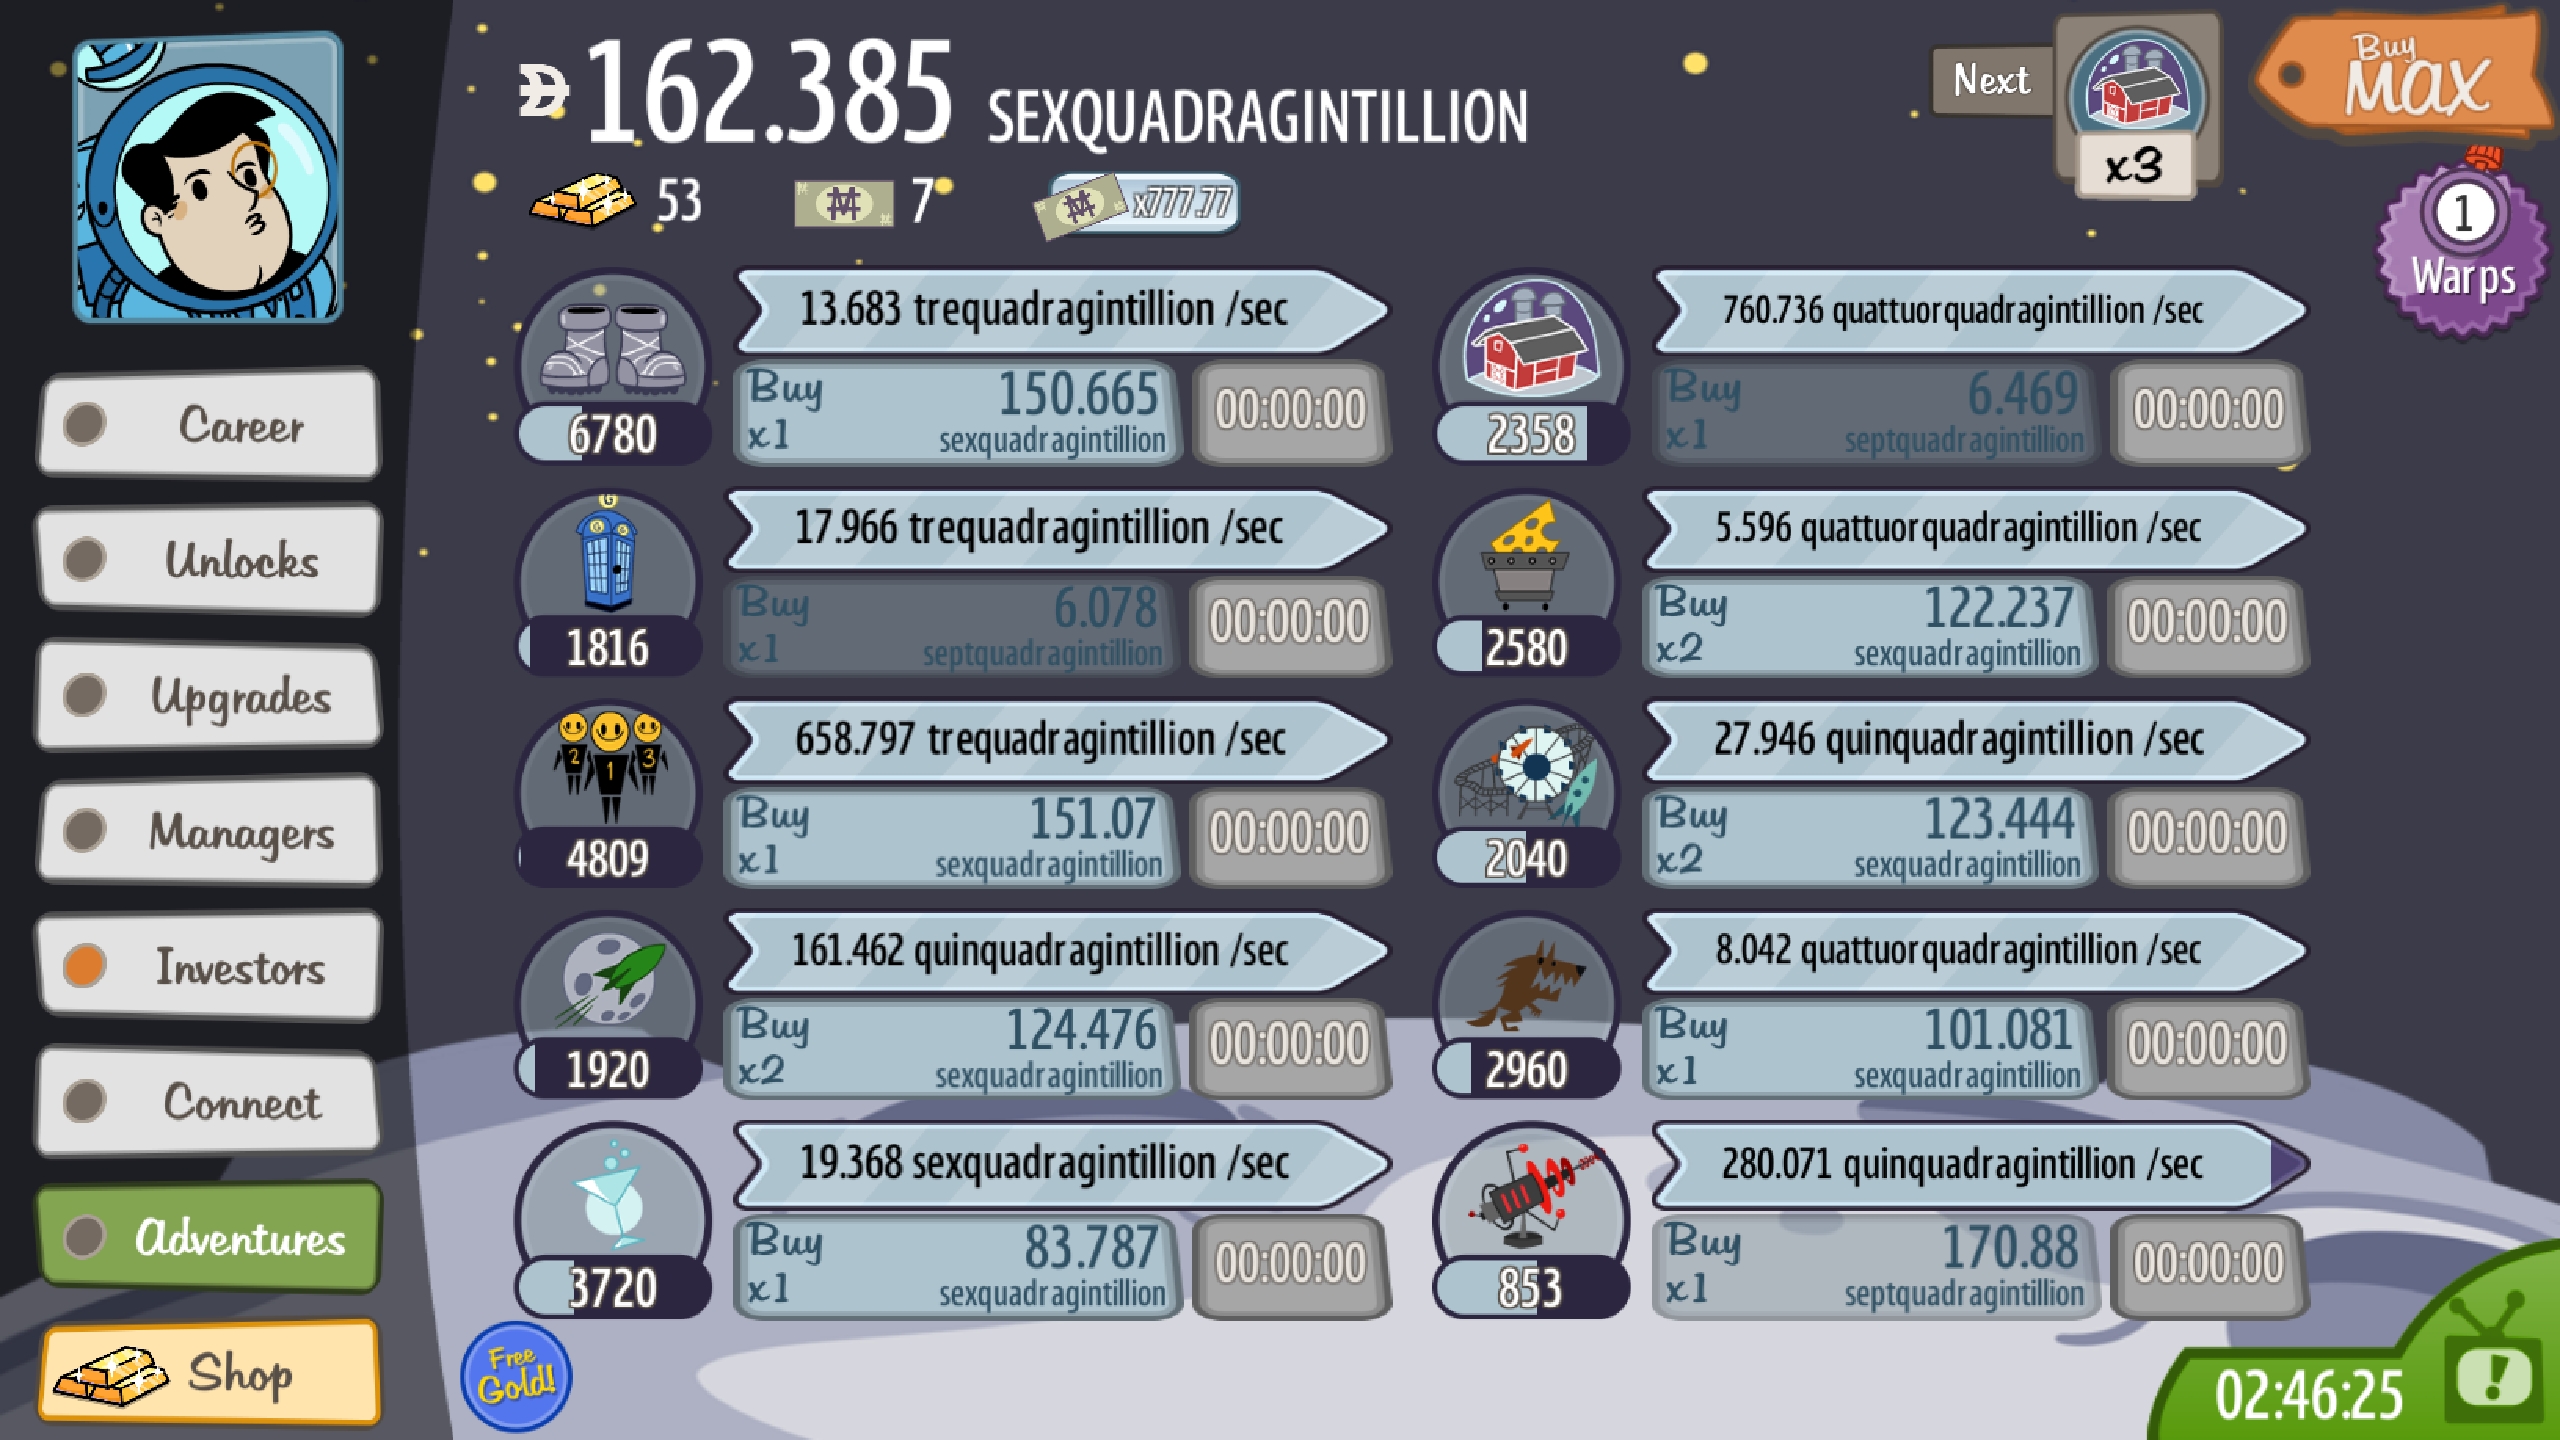 162.385 SEXQUADRAGINTILLION
53
7
x777.77
Next
x3
Buy
MAX
1
Warps
Career
Unlocks
Upgrades
Managers
Investors
Connect
Adventures
Shop
13.683 trequadragintillion /sec
6780
Buy 150.665
x1 sexquadragintillion
00:00:00
760.736 quattuorquadragintillion /sec
2358
Buy 6.469
x1 septquadragintillion
00:00:00
17.966 trequadragintillion /sec
1816
Buy 6.078
x1 septquadragintillion
00:00:00
5.596 quattuorquadragintillion /sec
2580
Buy 122.237
x2 sexquadragintillion
00:00:00
2 1 3
658.797 trequadragintillion /sec
4809
Buy 151.07
x1 sexquadragintillion
00:00:00
27.946 quinquadragintillion /sec
2040
Buy 123.444
x2 sexquadragintillion
00:00:00
161.462 quinquadragintillion /sec
1920
Buy 124.476
x2 sexquadragintillion
00:00:00
8.042 quattuorquadragintillion /sec
2960
Buy 101.081
x1 sexquadragintillion
00:00:00
19.368 sexquadragintillion /sec
3720
Buy 83.787
x1 sexquadragintillion
00:00:00
280.071 quinquadragintillion /sec
853
Buy 170.88
x1 septquadragintillion
00:00:00
Free
Gold!
02:46:25